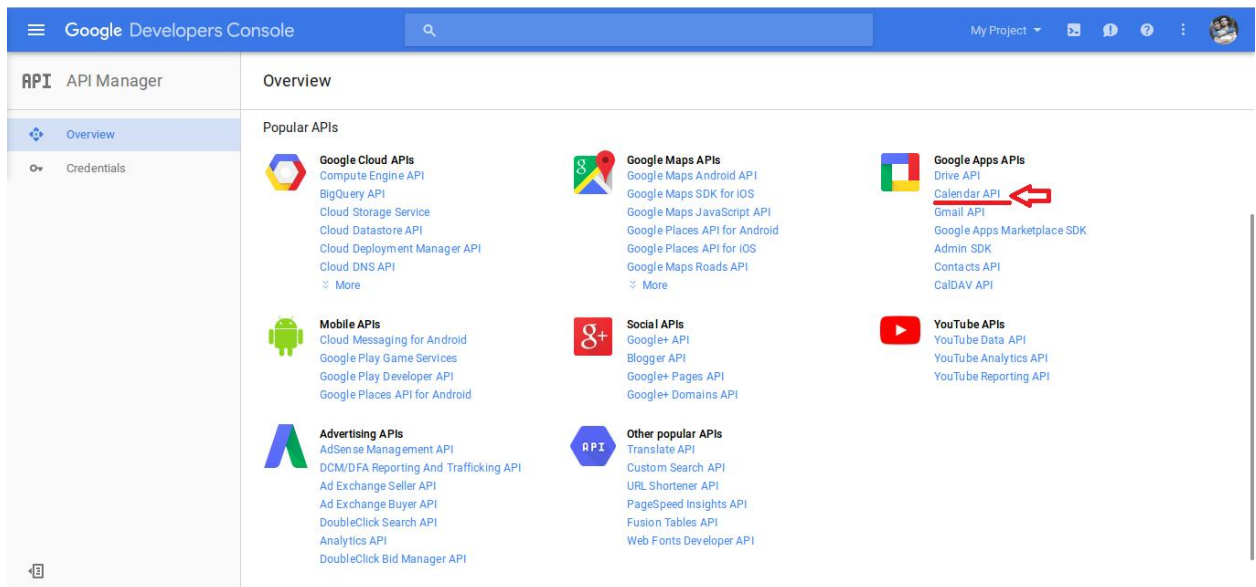 Google Developers Console
My Project
API API Manager
Overview
Overview
Credentials
Popular APIs
Google Cloud APIs
Compute Engine API
BigQuery API
Cloud Storage Service
Cloud Datastore API
Cloud Deployment Manager API
Cloud DNS API
More
Google Maps APIs
Google Maps Android API
Google Maps SDK for iOS
Google Maps JavaScript API
Google Places API for Android
Google Places API for iOS
Google Maps Roads API
More
Google Apps APIs
Drive API
Calendar API
Gmail API
Google Apps Marketplace SDK
Admin SDK
Contacts API
CalDAV API
Mobile APIs
Cloud Messaging for Android
Google Play Game Services
Google Play Developer API
Google Places API for Android
8+
Social APIs
Google+ API
Blogger API
Google+ Pages API
Google+ Domains API
YouTube APIs
YouTube Data API
YouTube Analytics API
YouTube Reporting API
Advertising APIs
AdSense Management API
DCM/DFA Reporting And Trafficking API
Ad Exchange Seller API
Ad Exchange Buyer API
DoubleClick Search API
Analytics API
DoubleClick Bid Manager API
API
Other popular APIs
Translate API
Custom Search API
URL Shortener API
PageSpeed Insights API
Fusion Tables API
Web Fonts Developer API